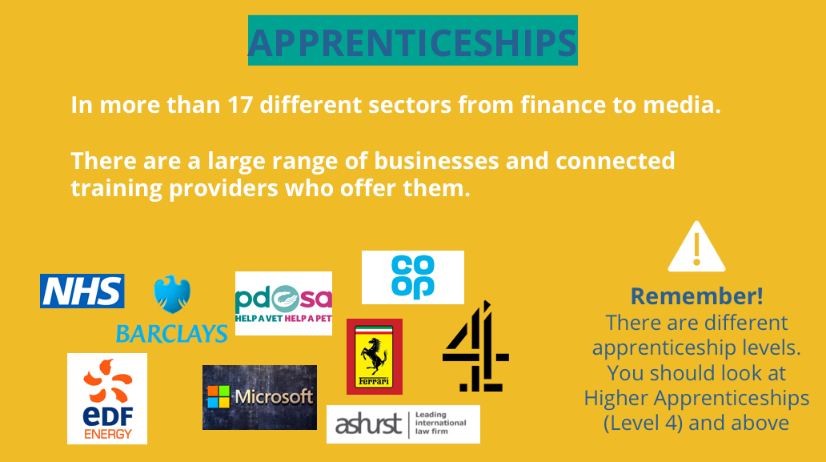 APPRENTICESHIPS
In more than 17 different sectors from finance to media.
There are a large range of businesses and connected
training providers who offer them.
NHS
BARCLAYS
pdsa
HELP A VET HELP A PET
CO
OP
Ferrari
4
eDF
ENERGY
Microsoft
ashurst
Leading
international
law firm
Remember!
There are different
apprenticeship levels.
You should look at
Higher Apprenticeships
(Level 4) and above